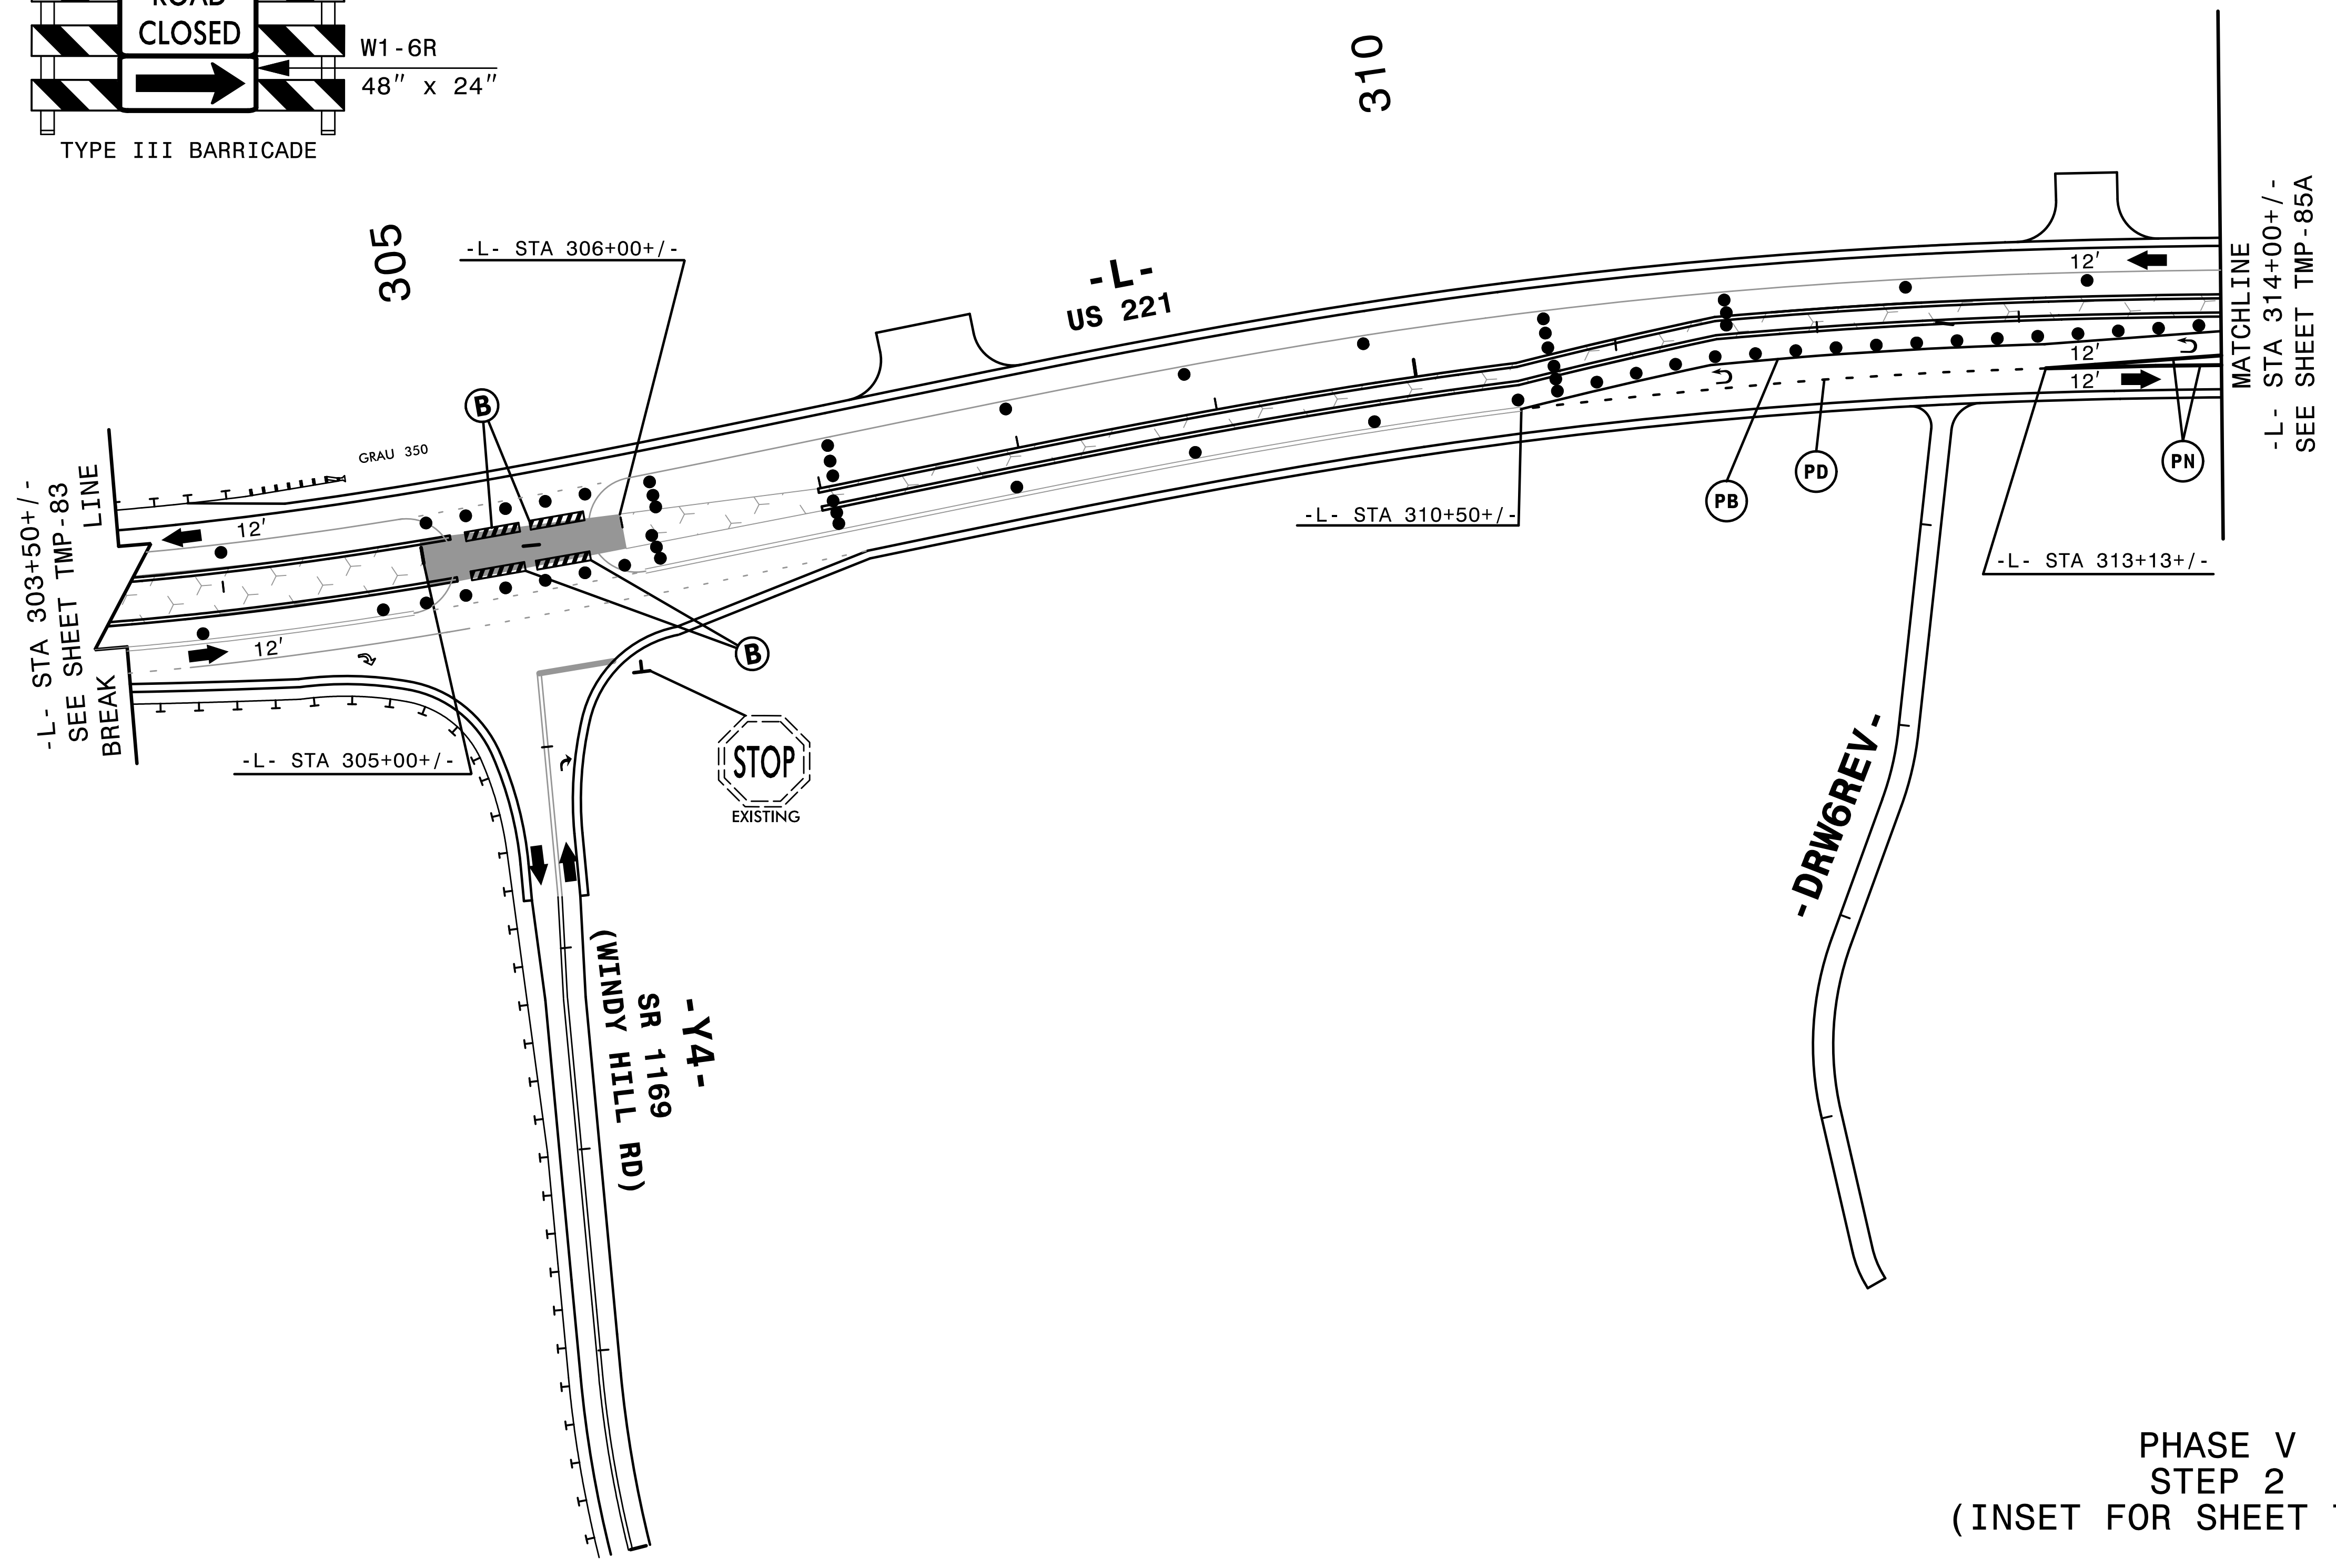 ROAD
CLOSED
W1-6R
48" x 24"
TYPE III BARRICADE
305
310
-L- STA 306+00+/-
-L-
US 221
12'
12'
12'
MATCHLINE
-L- STA 314+00+/-
SEE SHEET TMP-85A
B
GRAU 350
-L- STA 303+50+/-
SEE SHEET TMP-83
BREAK LINE
12'
12'
B
-L- STA 305+00+/-
STOP
EXISTING
-L- STA 310+50+/-
PB
PD
PN
-L- STA 313+13+/-
-DRW6REV-
-Y4-
SR 1169
(WINDY HILL RD)
PHASE V
STEP 2
(INSET FOR SHEET